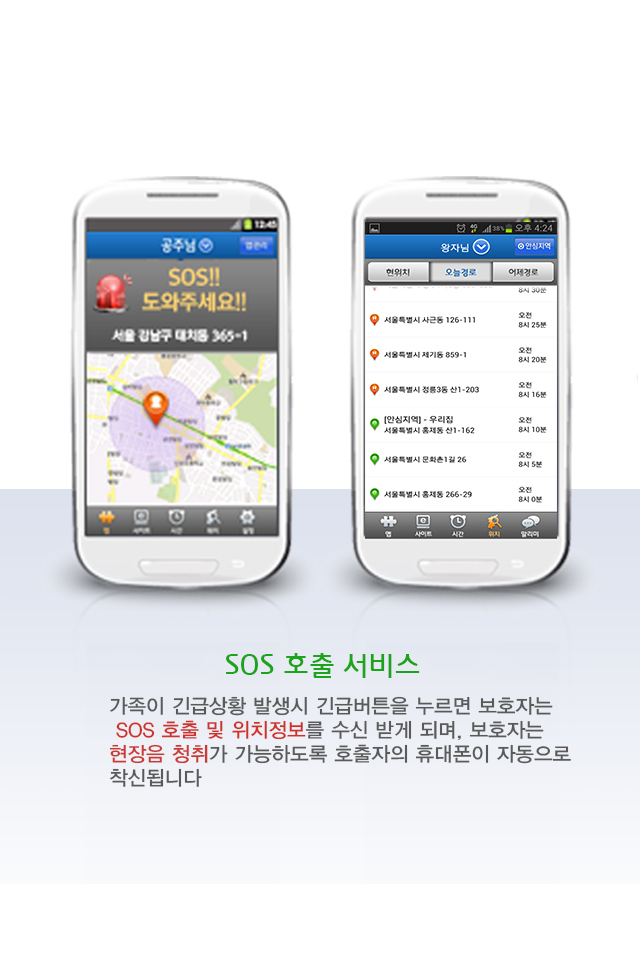 12:45
공주님
앱관리
SOS!!
도와주세요!!
서울 강남구 대치동 365-1
앱 사이트 시간 위치 설정
38% 오후 4:24
왕자님
안심지역
현위치 오늘경로 어제경로
8시 30분
서울특별시 사근동 126-111 오전 8시 25분
서울특별시 제기동 859-1 오전 8시 20분
서울특별시 정릉3동 산1-203 오전 8시 16분
[안심지역] - 우리집
서울특별시 홍제동 산1-162 오전 8시 10분
서울특별시 문화촌1길 26 오전 8시 5분
서울특별시 홍제동 266-29 오전 8시 0분
앱 사이트 시간 위치 알리미
SOS 호출 서비스
가족이 긴급상황 발생시 긴급버튼을 누르면 보호자는
SOS 호출 및 위치정보를 수신 받게 되며, 보호자는
현장음 청취가 가능하도록 호출자의 휴대폰이 자동으로
착신됩니다